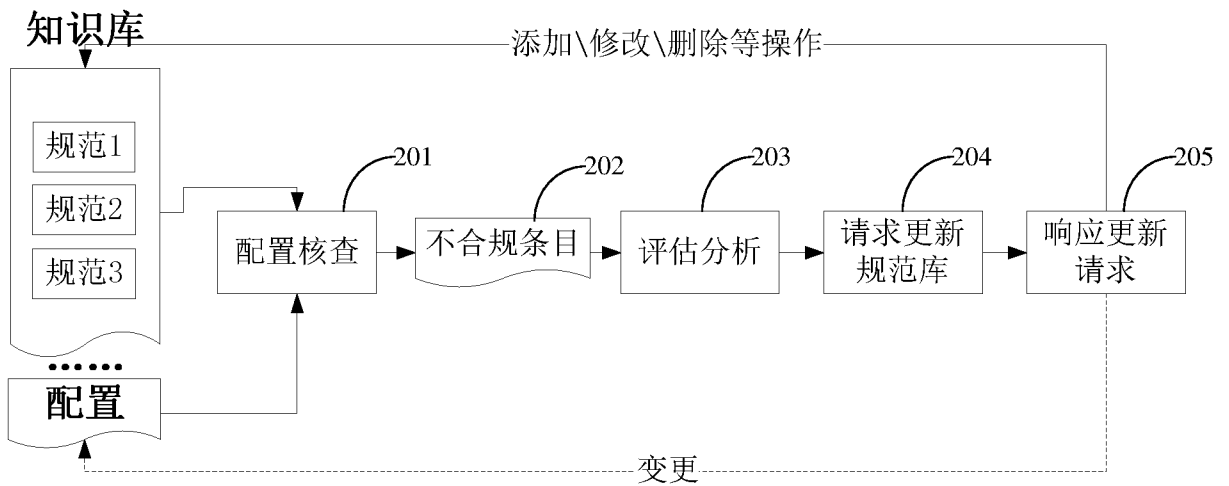 知识库
添加\修改\删除等操作
规范1
规范2
规范3
······
配置
201
配置核查
202
不合规条目
203
评估分析
204
请求更新
规范库
205
响应更新
请求
变更